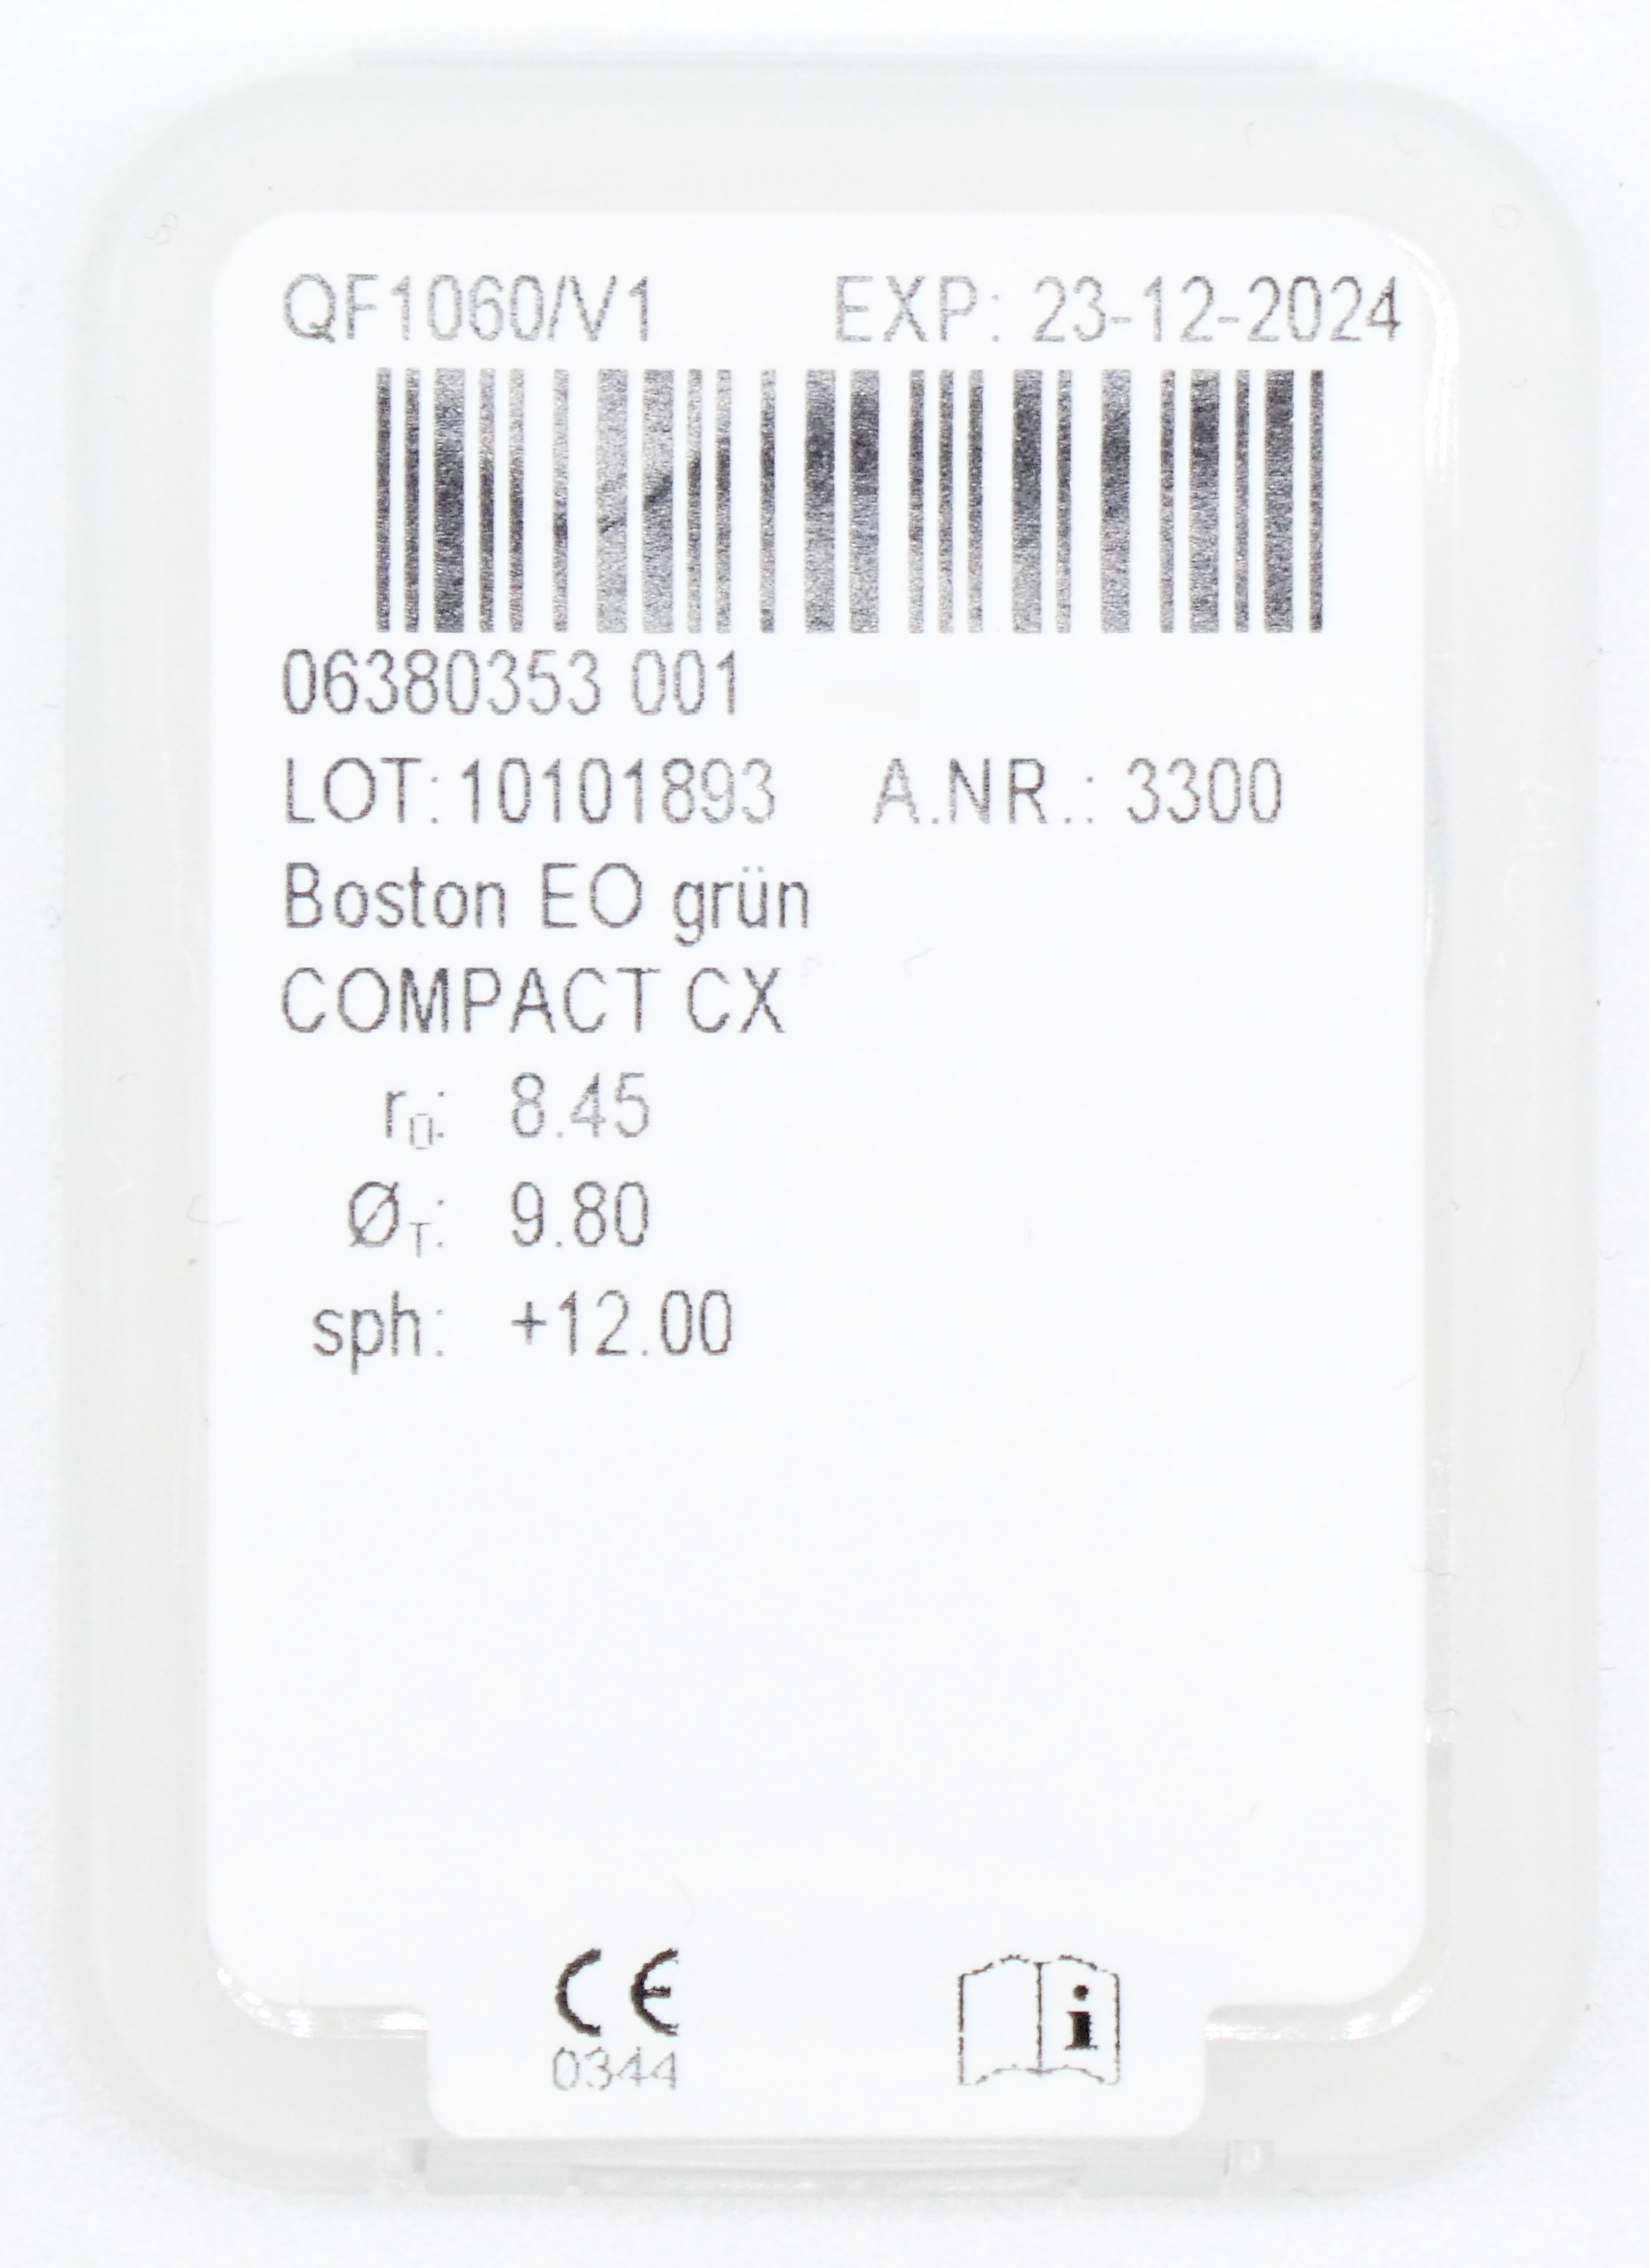 QF1060/V1 EXP: 23-12-2024
06380353 001
LOT: 10101893 A.NR.: 3300
Boston EO grün
COMPACT CX
r0: 8.45
ØT: 9.80
sph: +12.00
CE
0344
i